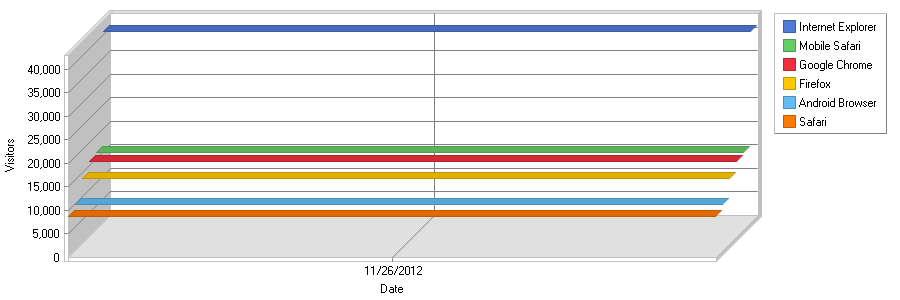 Internet Explorer
Mobile Safari
Google Chrome
Firefox
Android Browser
Safari
Visitors
40,000
35,000
30,000
25,000
20,000
15,000
10,000
5,000
0
11/26/2012
Date